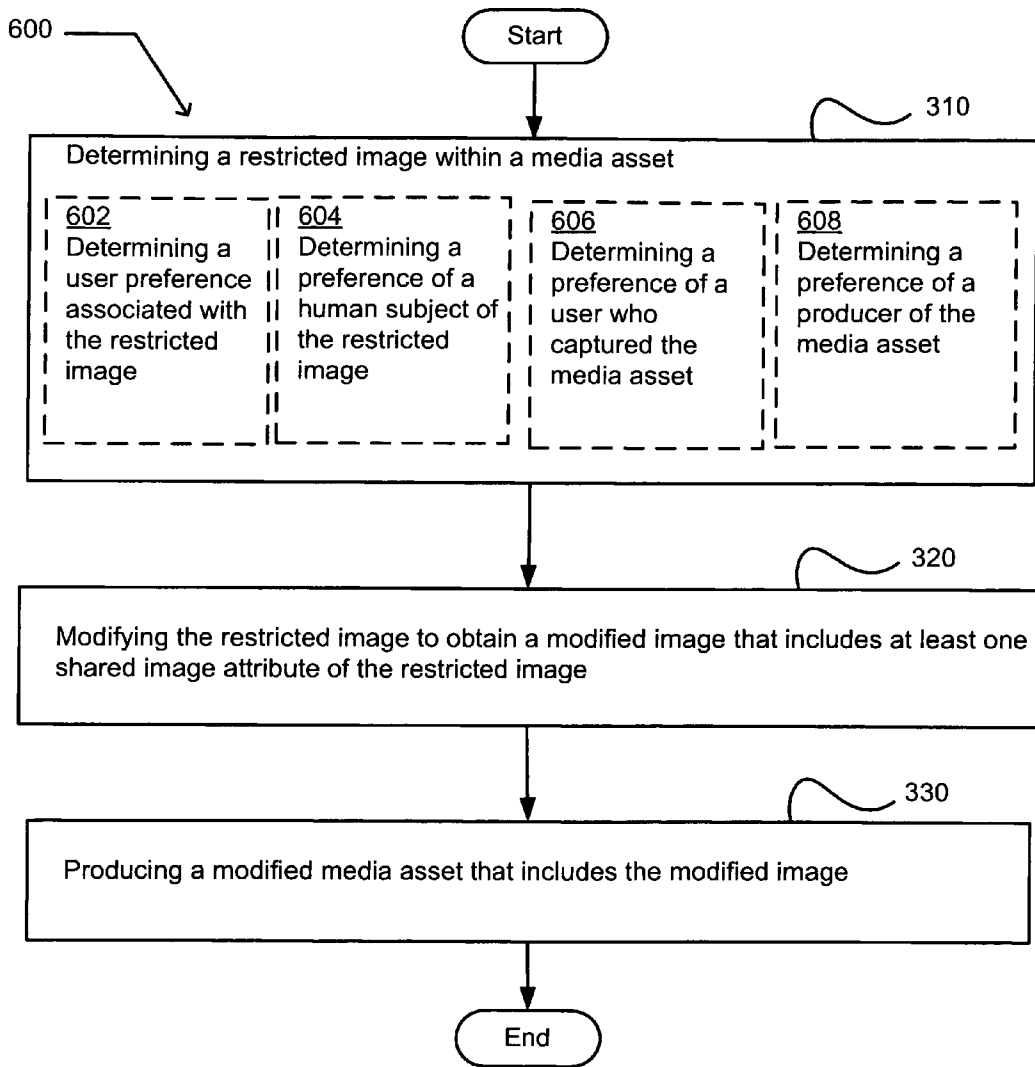 600
Start
310
Determining a restricted image within a media asset
602
Determining a
user preference
associated with
the restricted
image
604
Determining a
preference of a
human subject of
the restricted
image
606
Determining a
preference of a
user who
captured the
media asset
608
Determining a
preference of a
producer of the
media asset
320
Modifying the restricted image to obtain a modified image that includes at least one
shared image attribute of the restricted image
330
Producing a modified media asset that includes the modified image
End